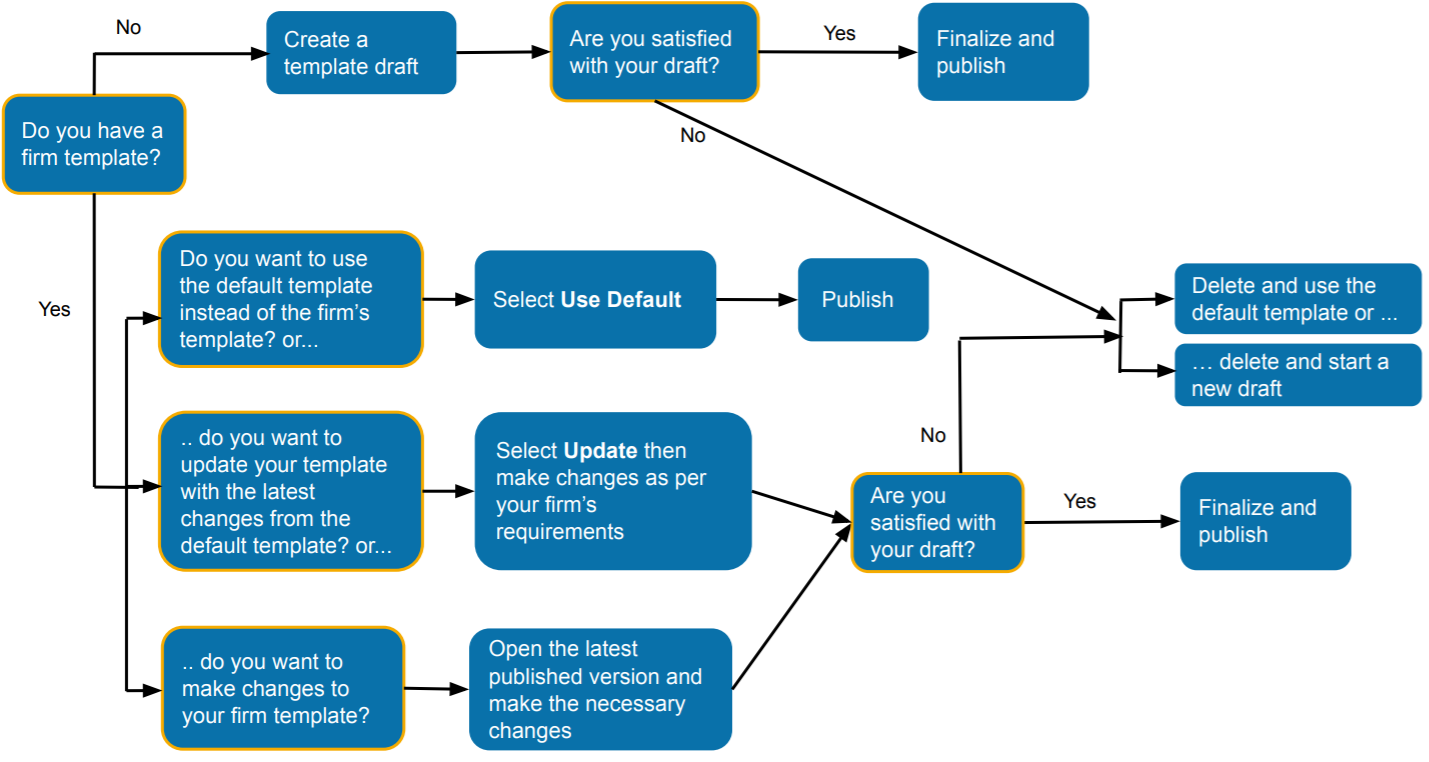 No
Create a
template draft
Are you satisfied
with your draft?
Yes
Finalize and
publish
Do you have a
firm template?
No
Yes
Do you want to use
the default template
instead of the firm's
template? or...
Select Use Default
Publish
Delete and use the
default template or ...
... delete and start a
new draft
.. do you want to
update your template
with the latest
changes from the
default template? or...
Select Update then
make changes as per
your firm's
requirements
No
Are you
satisfied with
your draft?
Yes
Finalize and
publish
.. do you want to
make changes to
your firm template?
Open the latest
published version and
make the necessary
changes